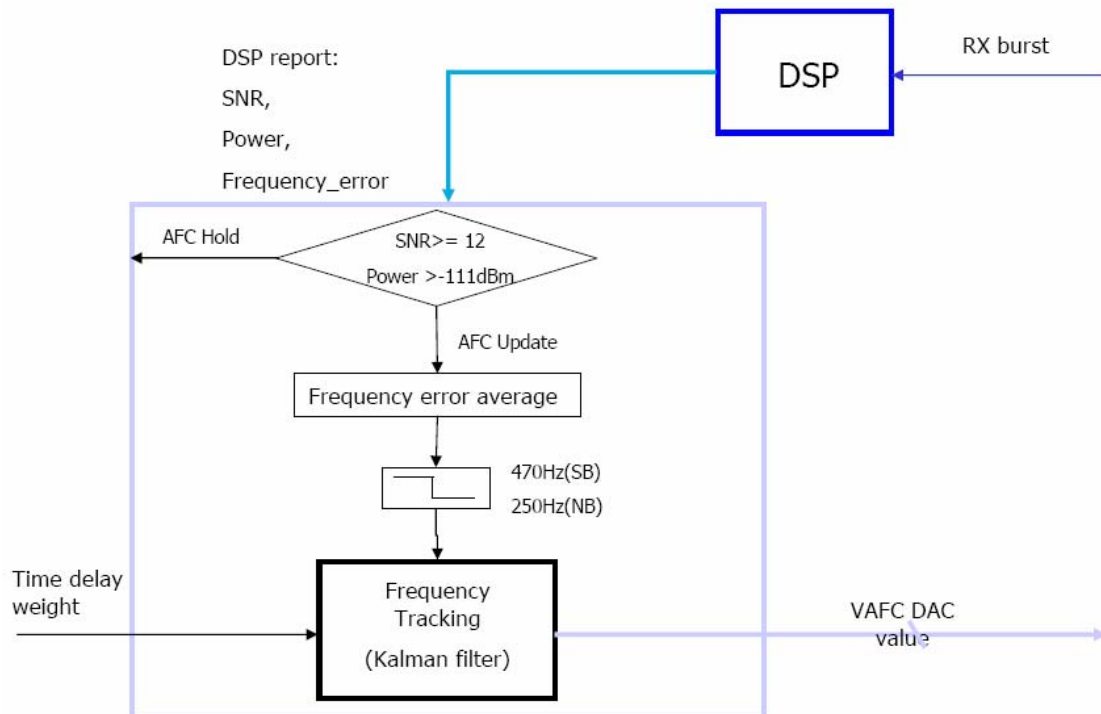 DSP report:
SNR,
Power,
Frequency_error
DSP
RX burst
AFC Hold
SNR>= 12
Power >-111dBm
AFC Update
Frequency error average
470Hz(SB)
250Hz(NB)
Time delay
weight
Frequency
Tracking
(Kalman filter)
VAFC DAC
value